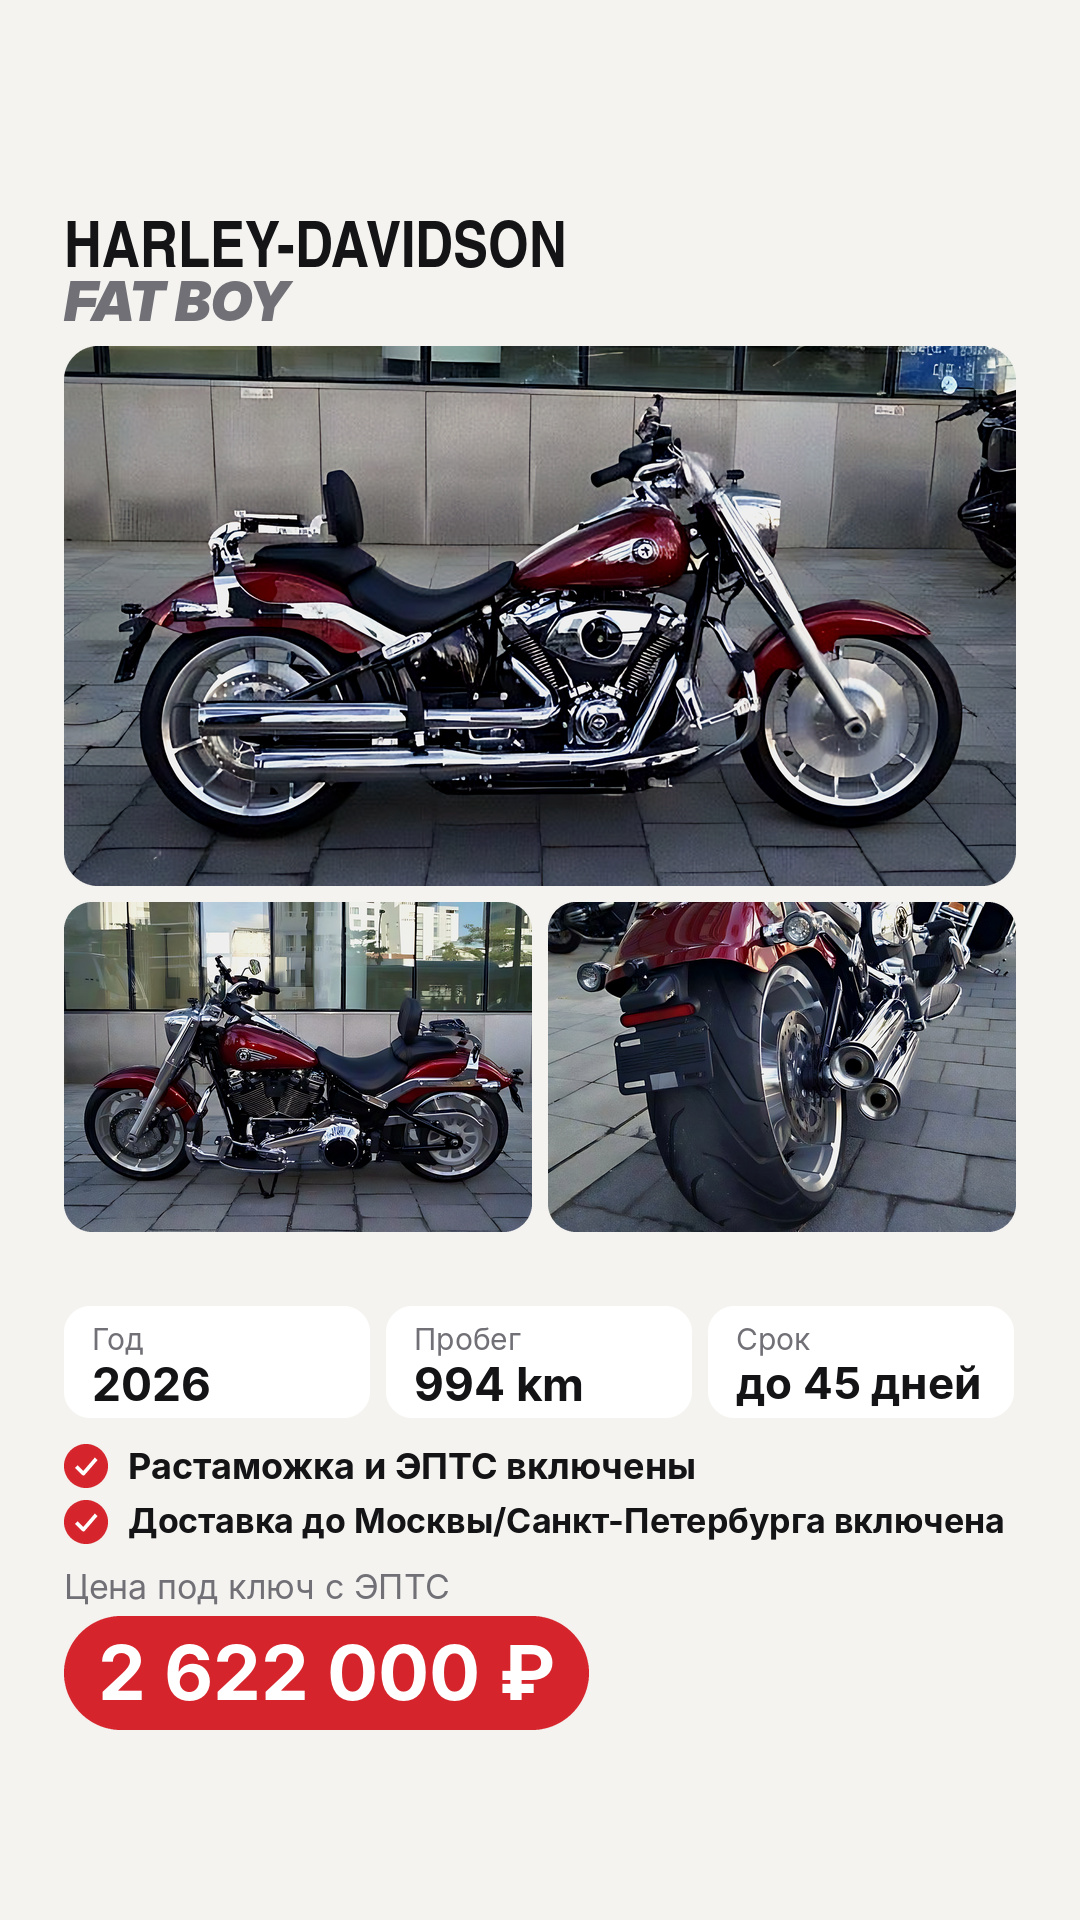 HARLEY-DAVIDSON
FAT BOY
Год
2026
Пробег
994 km
Срок
до 45 дней
Растаможка и ЭПТС включены
Доставка до Москвы/Санкт-Петербурга включена
Цена под ключ с ЭПТС
2 622 000 ₽